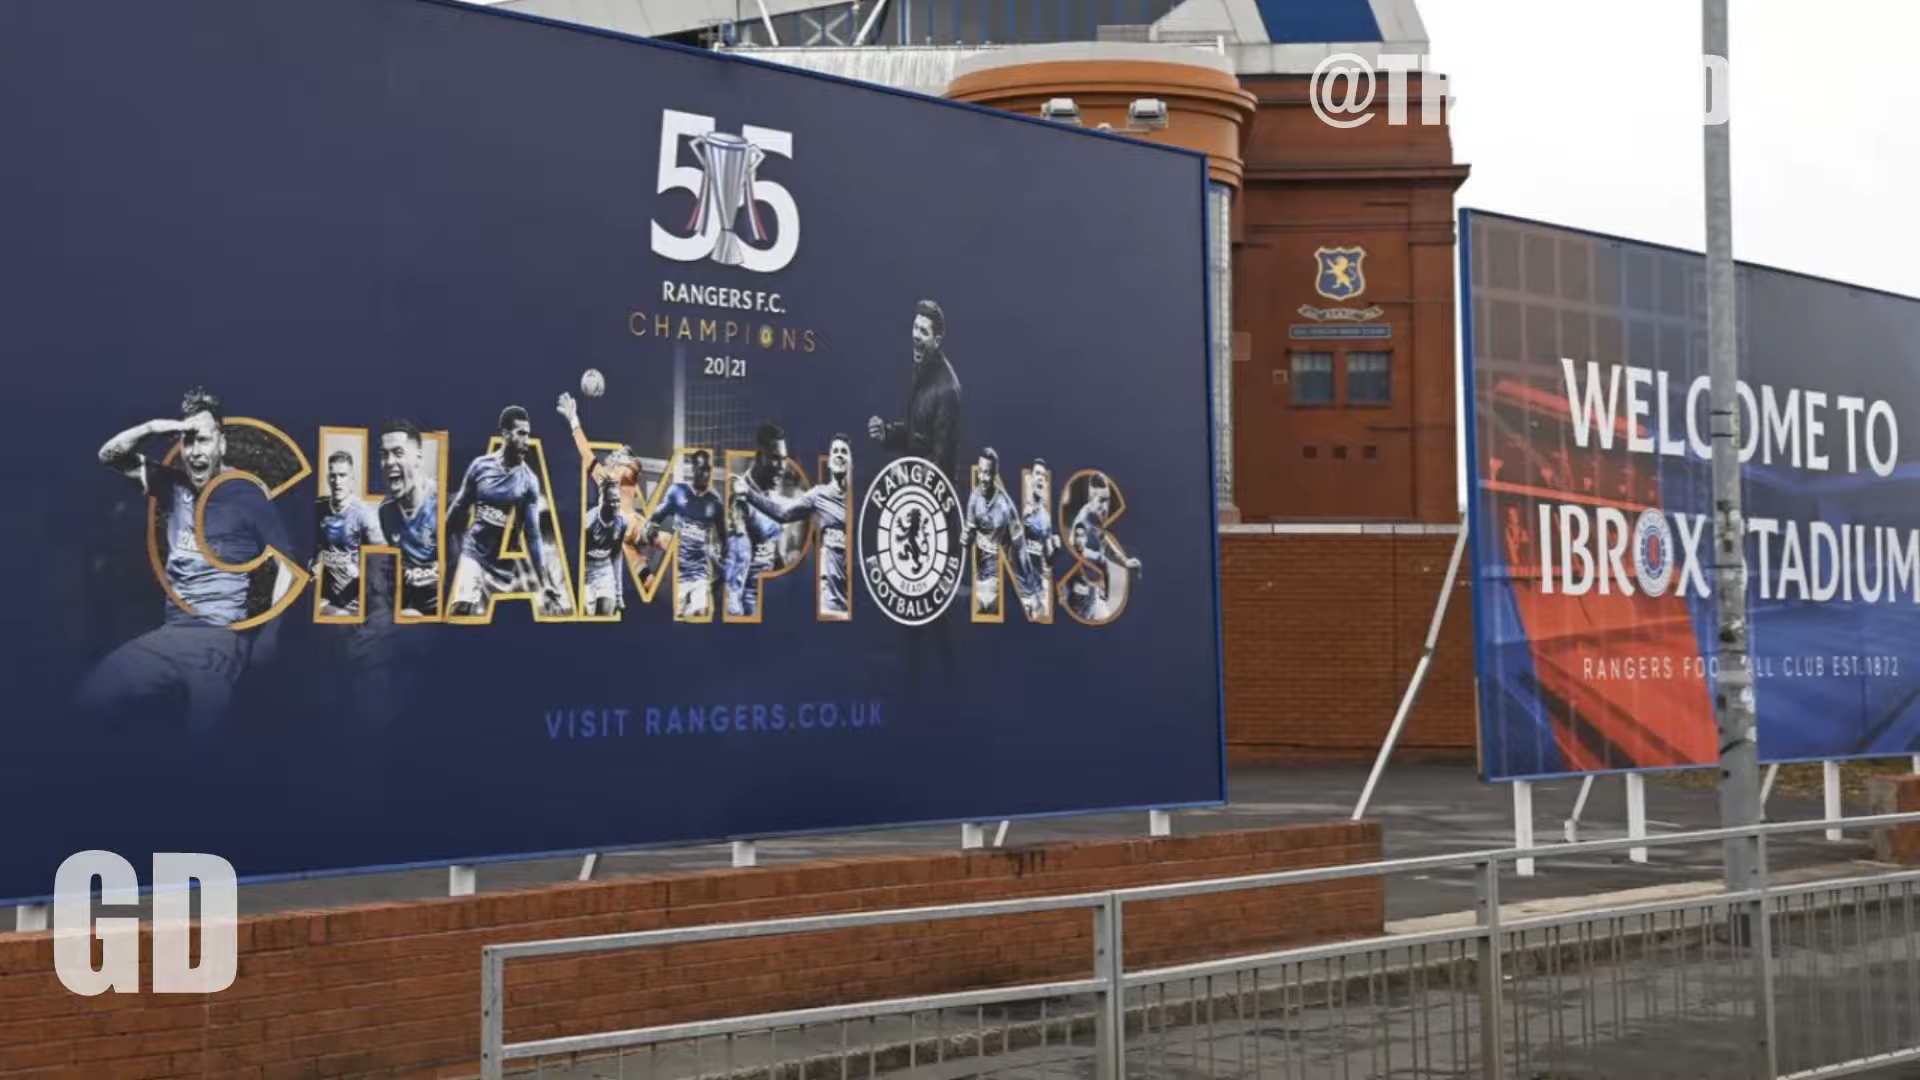 55
RANGERS F.C.
CHAMPIONS
20|21
CHAMPIONS
RANGERS
READY
FOOTBALL CLUB
VISIT RANGERS.CO.UK
WELCOME TO
IBROX STADIUM
RANGERS FOOTBALL CLUB EST.1872
GD